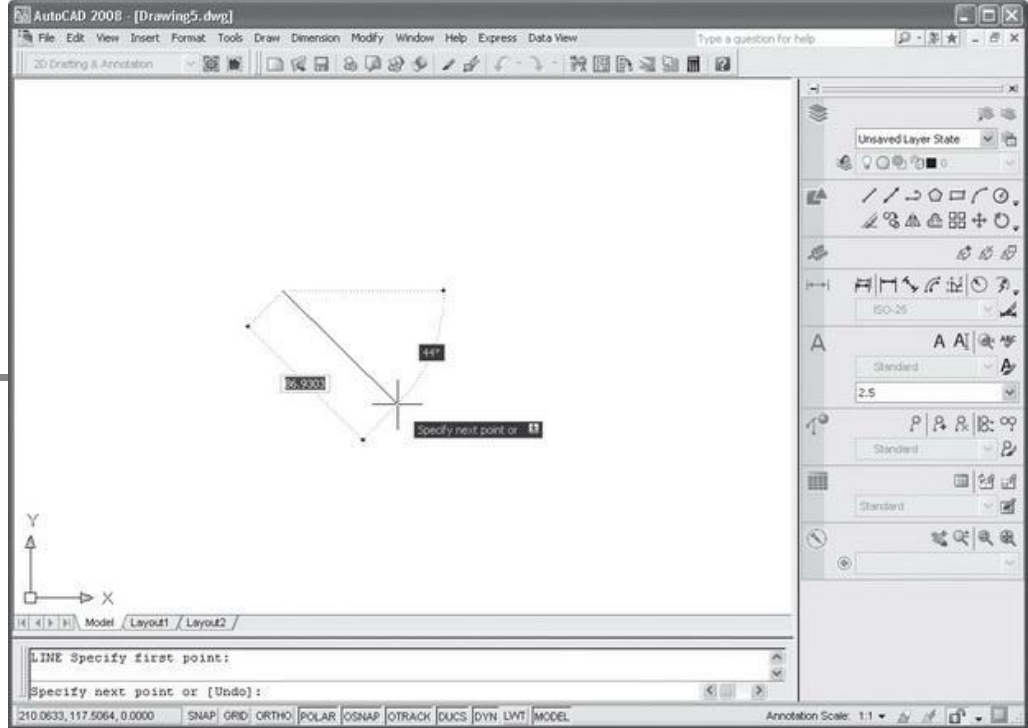 AutoCAD 2008 - [Drawing5.dwg]
File Edit View Insert Format Tools Draw Dimension Modify Window Help Express Data View Type a question for help
2D Drafting & Annotation
Unsaved Layer State
0
ISO-25
A A AI ABC
Standard A
2.5
Standard
Standard
44°
86.9303
Specify next point or
Y
X
Model Layout1 Layout2
LINE Specify first point:
Specify next point or [Undo]:
210.0633, 117.5064, 0.0000 SNAP GRID ORTHO POLAR OSNAP OTRACK DUCS DYN LWT MODEL Annotation Scale: 1:1